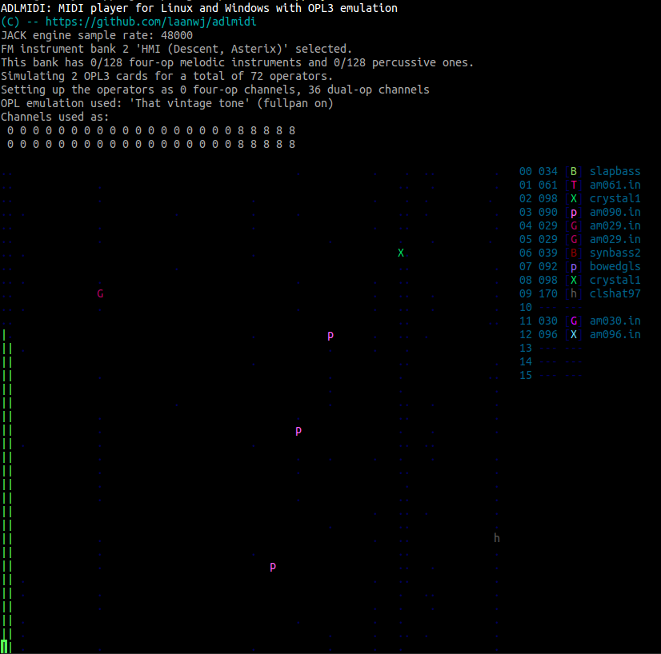 ADLMIDI: MIDI player for Linux and Windows with OPL3 emulation
(C) -- https://github.com/laanwj/adlmidi
JACK engine sample rate: 48000
FM instrument bank 2 'HMI (Descent, Asterix)' selected.
This bank has 0/128 four-op melodic instruments and 0/128 percussive ones.
Simulating 2 OPL3 cards for a total of 72 operators.
Setting up the operators as 0 four-op channels, 36 dual-op channels
OPL emulation used: 'That vintage tone' (fullpan on)
Channels used as:
0 0 0 0 0 0 0 0 0 0 0 0 0 0 0 0 0 0 8 8 8 8 8
0 0 0 0 0 0 0 0 0 0 0 0 0 0 0 0 0 0 8 8 8 8 8
00 034 B slapbass
01 061 T am061.in
02 098 X crystal1
03 090 p am090.in
04 029 G am029.in
05 029 G am029.in
06 039 B synbass2
X
07 092 p bowedgls
08 098 X crystal1
G
09 170 h clshat97
10 --- ---
11 030 G am030.in
p
12 096 X am096.in
13 --- ---
14 --- ---
15 --- ---
p
h
p